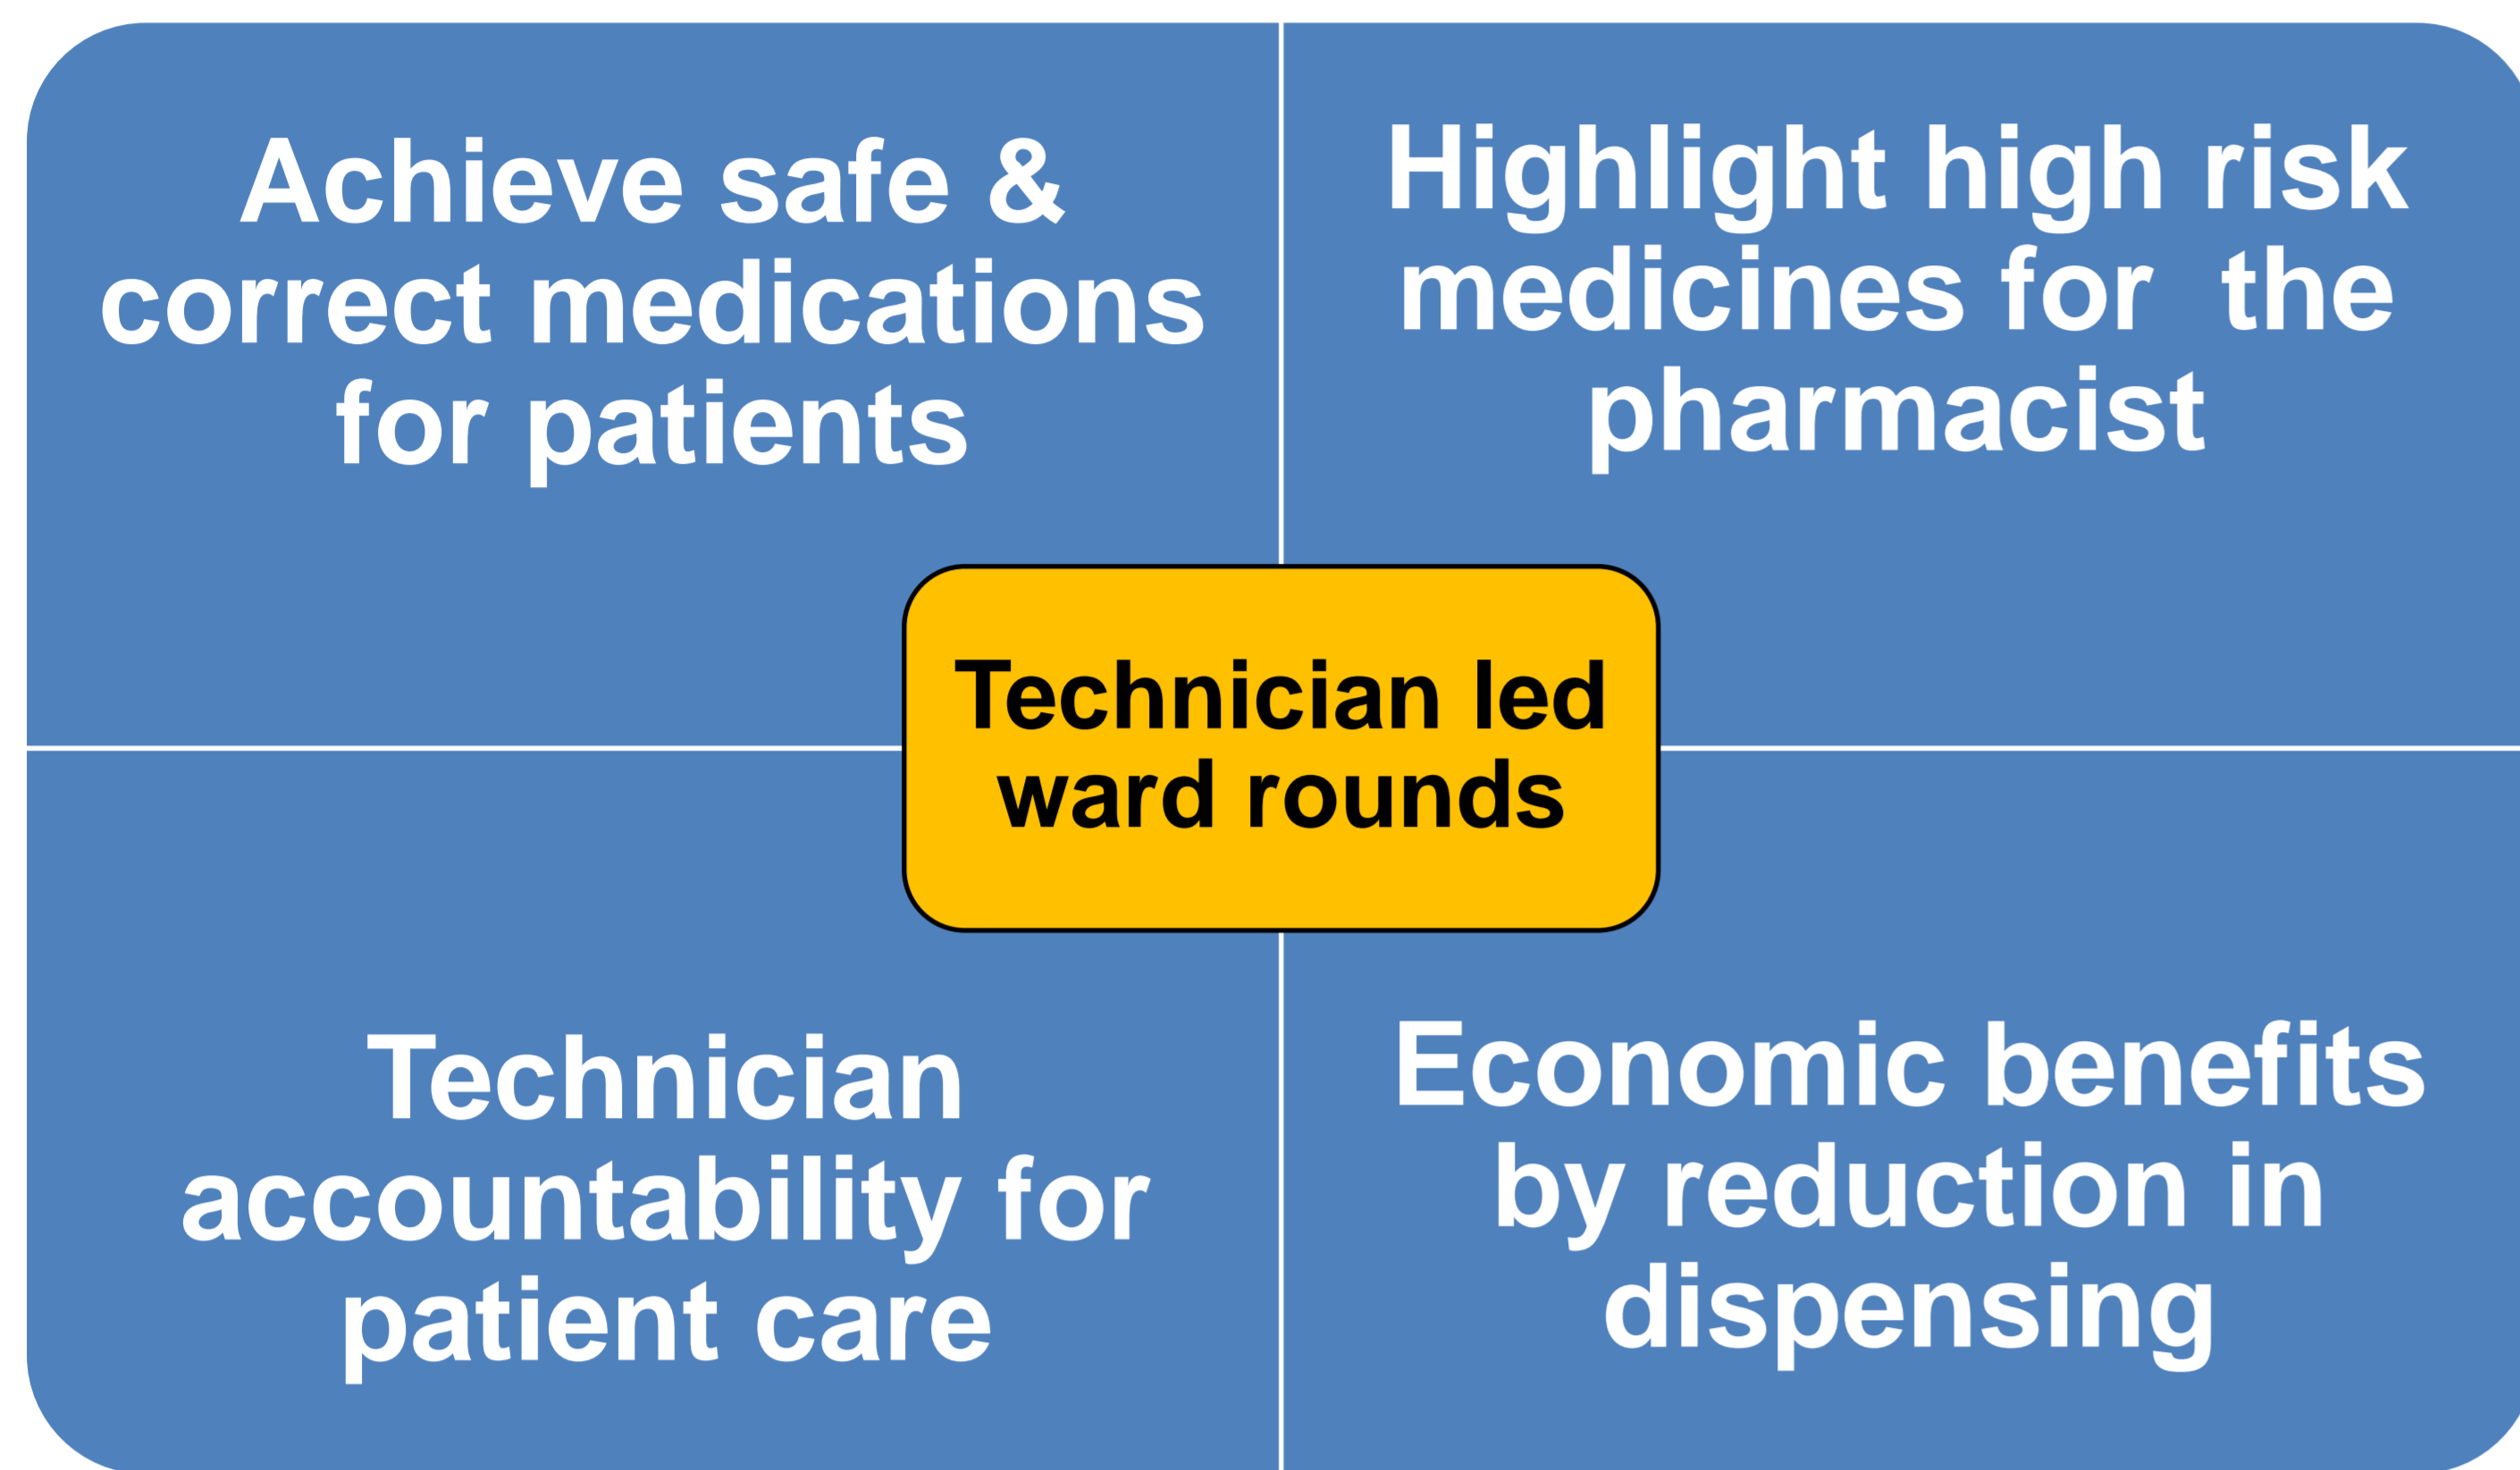 Achieve safe &
correct medications
for patients
Highlight high risk
medicines for the
pharmacist
Technician led
ward rounds
Technician
accountability for
patient care
Economic benefits
by reduction in
dispensing